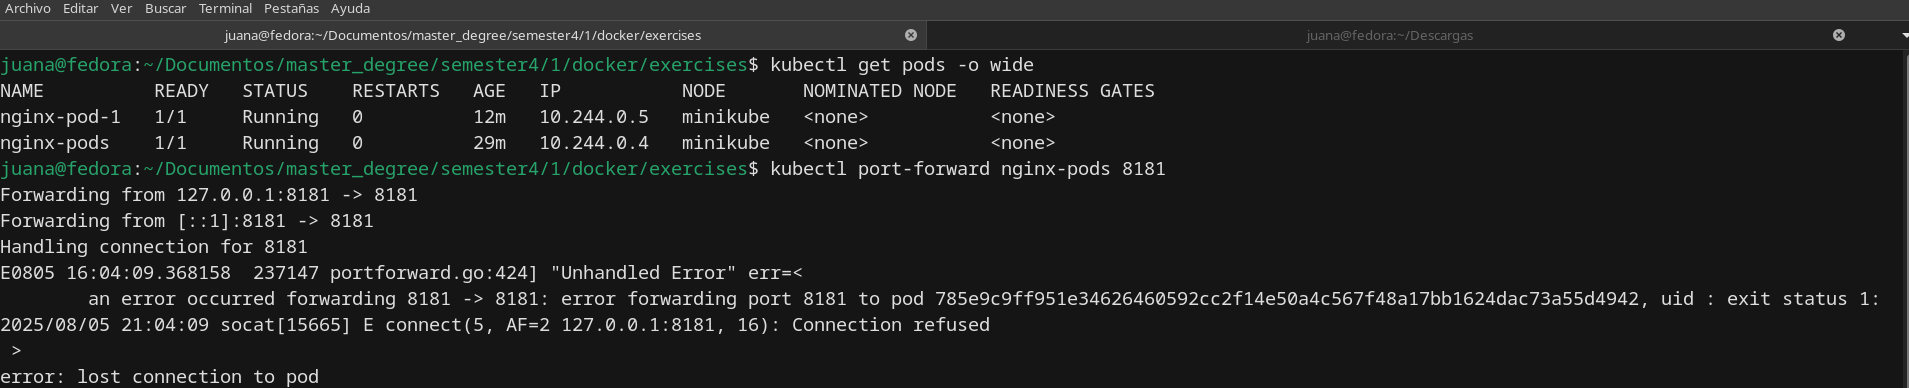 Archivo Editar Ver Buscar Terminal Pestañas Ayuda
juana@fedora:~/Documentos/master_degree/semester4/1/docker/exercises juana@fedora:~/Descargas
juana@fedora:~/Documentos/master_degree/semester4/1/docker/exercises$ kubectl get pods -o wide
NAME READY STATUS RESTARTS AGE IP NODE NOMINATED NODE READINESS GATES
nginx-pod-1 1/1 Running 0 12m 10.244.0.5 minikube <none> <none>
nginx-pods 1/1 Running 0 29m 10.244.0.4 minikube <none> <none>
juana@fedora:~/Documentos/master_degree/semester4/1/docker/exercises$ kubectl port-forward nginx-pods 8181
Forwarding from 127.0.0.1:8181 -> 8181
Forwarding from [::1]:8181 -> 8181
Handling connection for 8181
E0805 16:04:09.368158 237147 portforward.go:424] "Unhandled Error" err=<
an error occurred forwarding 8181 -> 8181: error forwarding port 8181 to pod 785e9c9ff951e34626460592cc2f14e50a4c567f48a17bb1624dac73a55d4942, uid : exit status 1:
2025/08/05 21:04:09 socat[15665] E connect(5, AF=2 127.0.0.1:8181, 16): Connection refused
>
error: lost connection to pod